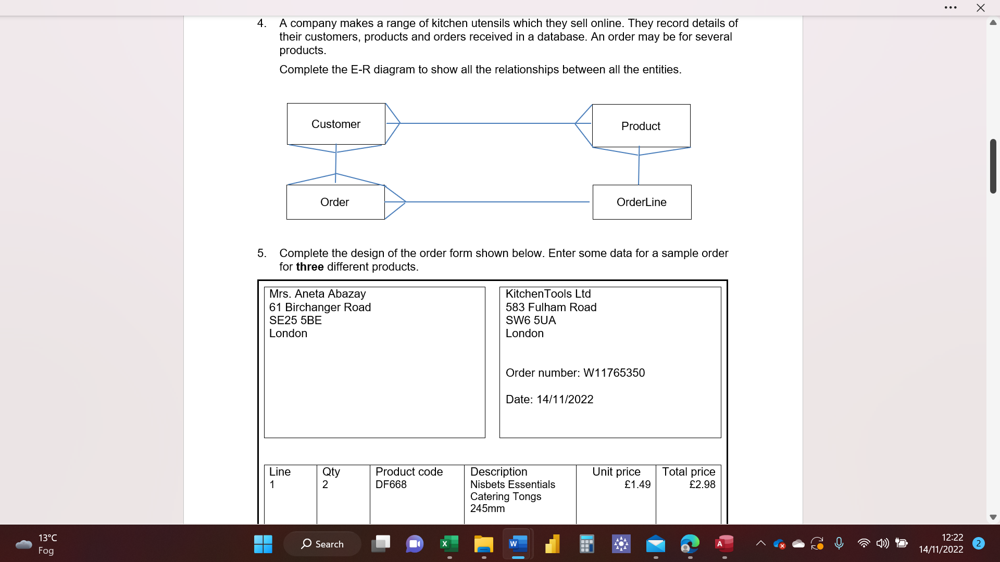 4. A company makes a range of kitchen utensils which they sell online. They record details of
their customers, products and orders received in a database. An order may be for several
products.
Complete the E-R diagram to show all the relationships between all the entities.
Customer
Product
Order
OrderLine
5. Complete the design of the order form shown below. Enter some data for a sample order
for three different products.
Mrs. Aneta Abazay
61 Birchanger Road
SE25 5BE
London
KitchenTools Ltd
583 Fulham Road
SW6 5UA
London
Order number: W11765350
Date: 14/11/2022
Line Qty Product code Description Unit price Total price
1 2 DF668 Nisbets Essentials £1.49 £2.98
Catering Tongs
245mm
13°C
Fog
Search
12:22
14/11/2022
2